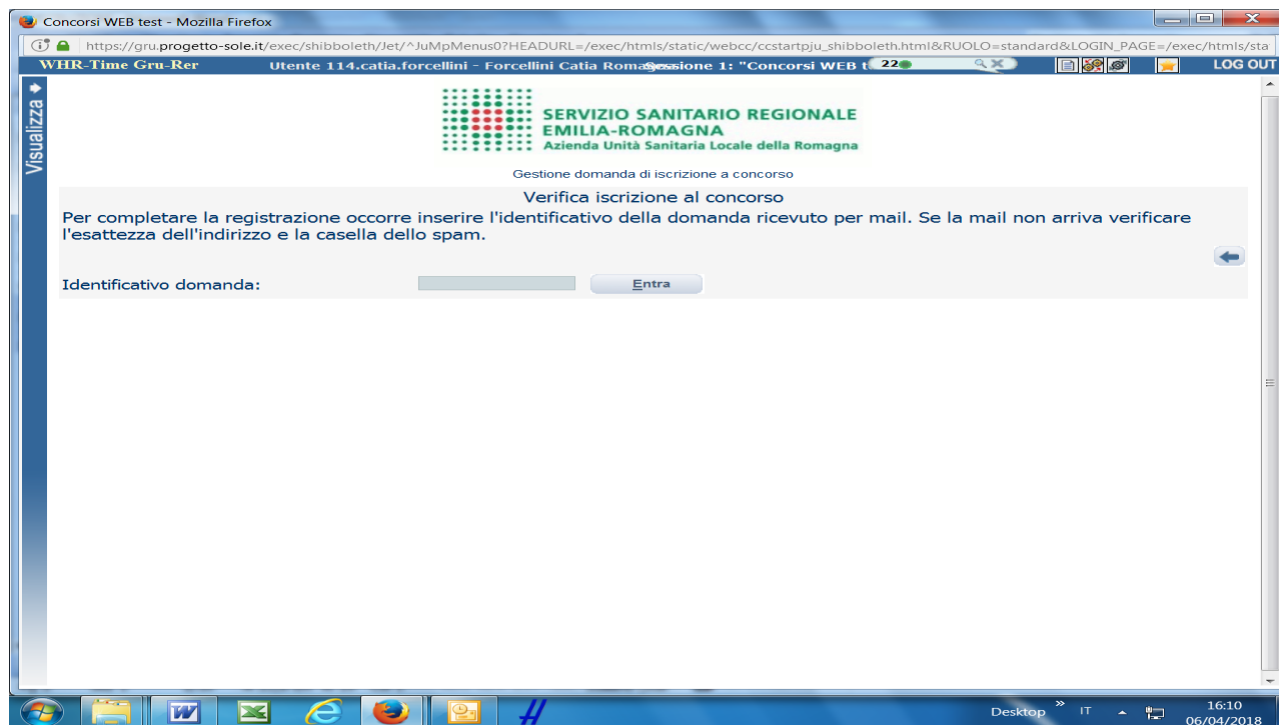 Concorsi WEB test - Mozilla Firefox
https://gru.progetto-sole.it/exec/shibboleth/Jet/^JuMpMenus0?HEADURL=/exec/htmls/static/webcc/ccstartpju_shibboleth.html&RUOLO=standard&LOGIN_PAGE=/exec/htmls/sta
WHR-Time Gru-Rer Utente 114.catia.forcellini - Forcellini Catia 1: "Concorsi WEB t 22 LOG OUT
Visualizza
SERVIZIO SANITARIO REGIONALE
EMILIA-ROMAGNA
Azienda Unità Sanitaria Locale della Romagna
Gestione domanda di iscrizione a concorso
Verifica iscrizione al concorso
Per completare la registrazione occorre inserire l'identificativo della domanda ricevuto per mail. Se la mail non arriva verificare
l'esattezza dell'indirizzo e la casella dello spam.
Identificativo domanda: Entra
Desktop » IT 16:10
06/04/2018